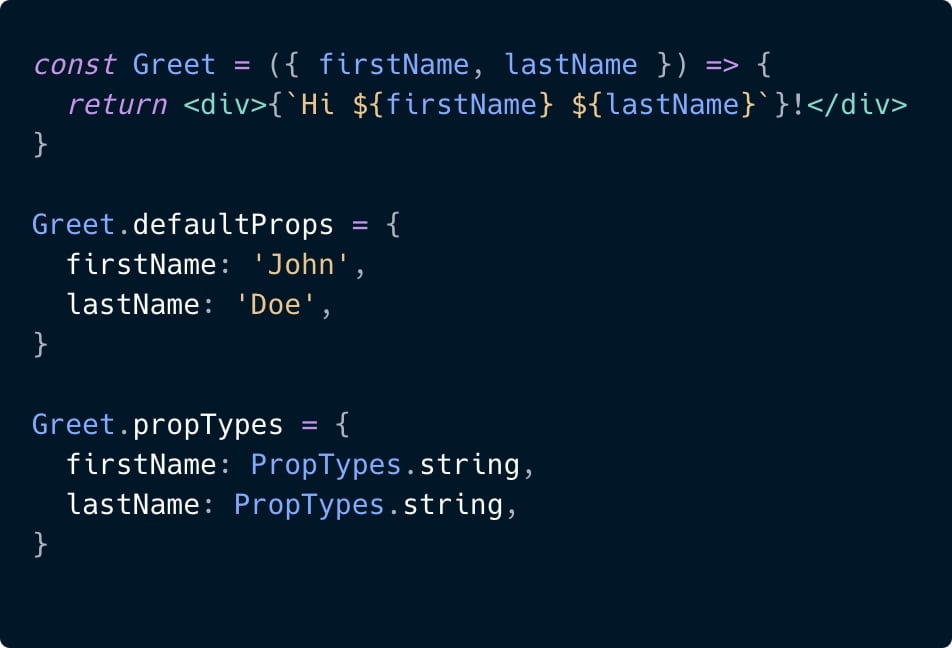 const Greet = ({ firstName, lastName }) => {
  return <div>{`Hi ${firstName} ${lastName}`}!</div>
}

Greet.defaultProps = {
  firstName: 'John',
  lastName: 'Doe',
}

Greet.propTypes = {
  firstName: PropTypes.string,
  lastName: PropTypes.string,
}